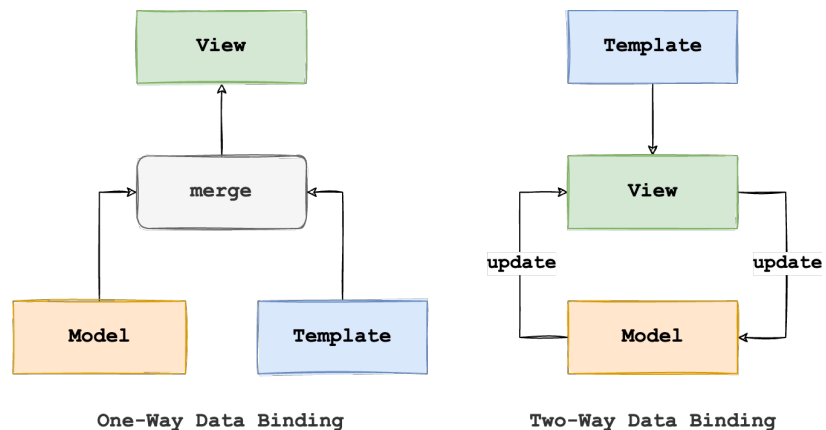 View
merge
Model
Template
One-Way Data Binding
Template
View
update
update
Model
Two-Way Data Binding